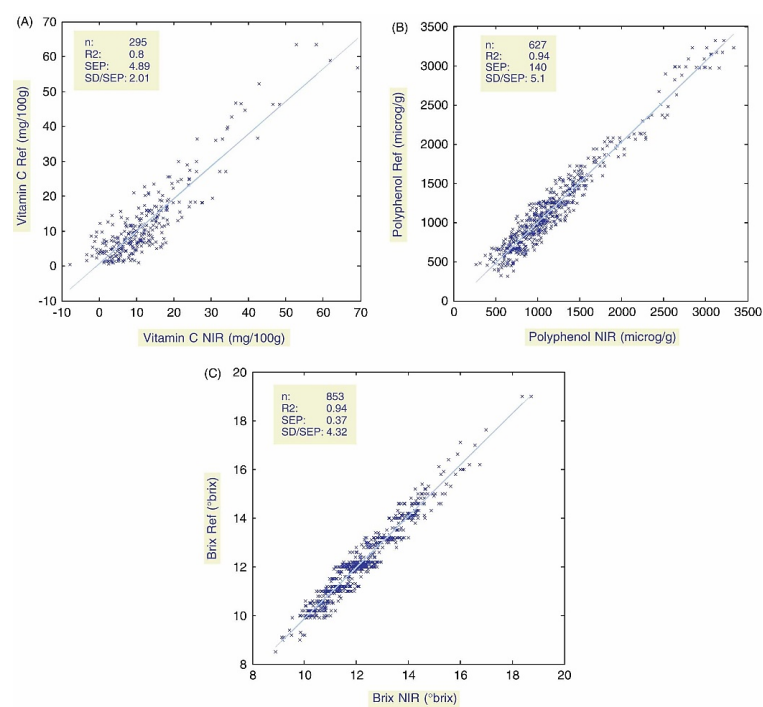 (A)
70
60
50
40
30
20
10
0
-10
n: 295
R2: 0.8
SEP: 4.89
SD/SEP: 2.01
Vitamin C Ref (mg/100g)
-10 0 10 20 30 40 50 60 70
Vitamin C NIR (mg/100g)
(B)
3500
3000
2500
2000
1500
1000
500
0
n: 627
R2: 0.94
SEP: 140
SD/SEP: 5.1
Polyphenol Ref (microg/g)
0 500 1000 1500 2000 2500 3000 3500
Polyphenol NIR (microg/g)
(C)
20
18
16
14
12
10
8
n: 853
R2: 0.94
SEP: 0.37
SD/SEP: 4.32
Brix Ref (°brix)
8 10 12 14 16 18 20
Brix NIR (°brix)